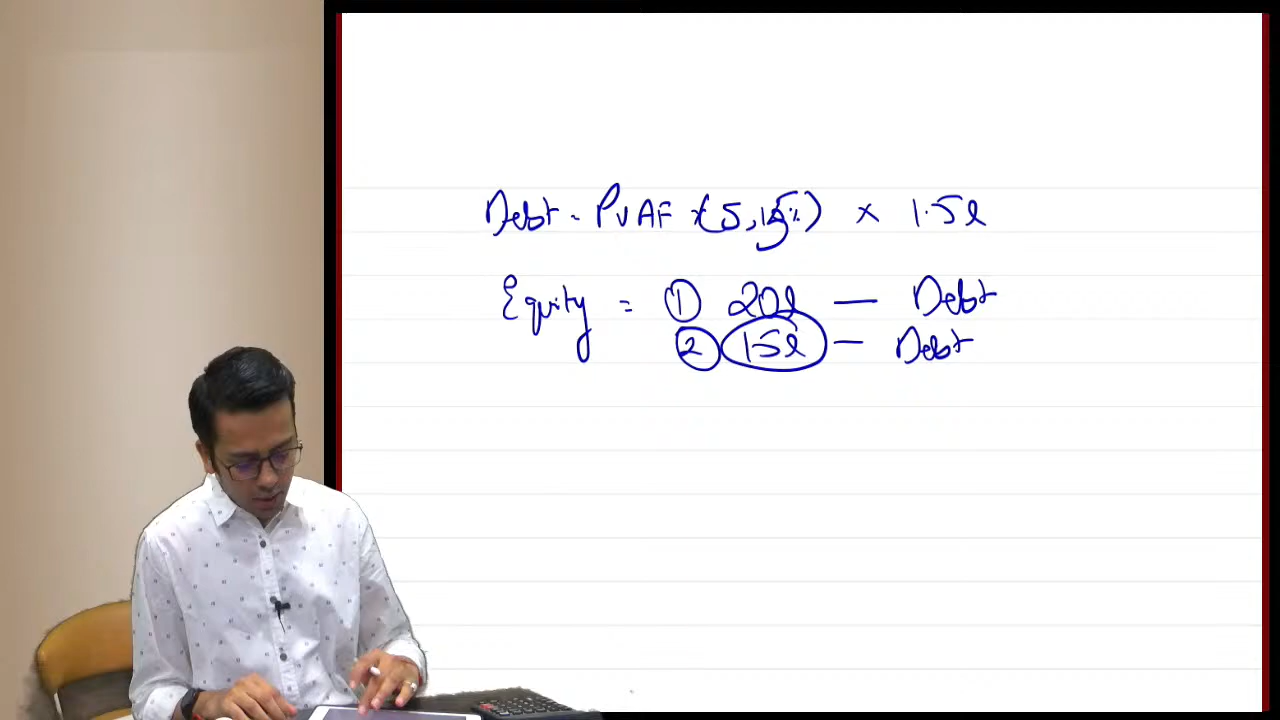 Debt = PVAF (5, 15%) × 1.5l
Equity = ① 20l — Debt
② 15l — Debt